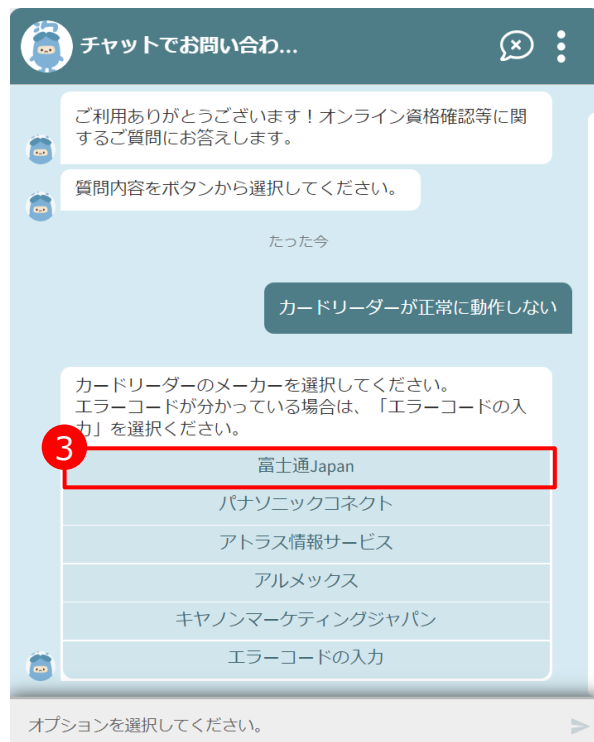 チャットでお問い合わ...
ご利用ありがとうございます！オンライン資格確認等に関
するご質問にお答えします。
質問内容をボタンから選択してください。
たった今
カードリーダーが正常に動作しない
カードリーダーのメーカーを選択してください。
エラーコードが分かっている場合は、「エラーコードの入
力」を選択ください。
3
富士通Japan
パナソニックコネクト
アトラス情報サービス
アルメックス
キヤノンマーケティングジャパン
エラーコードの入力
オプションを選択してください。